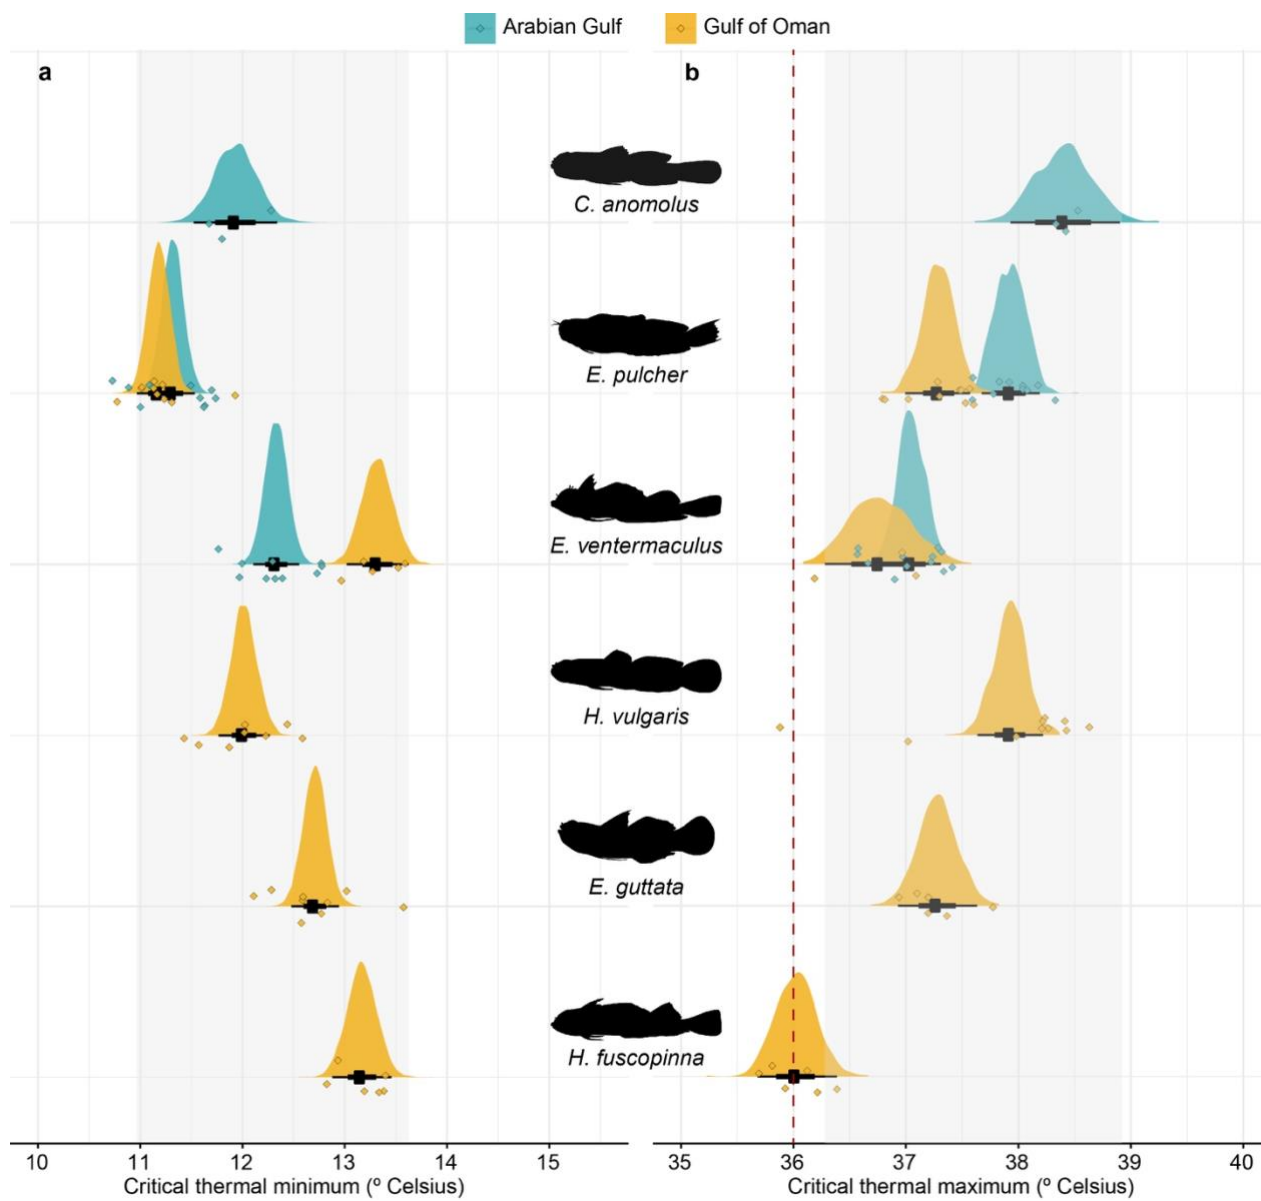 Arabian Gulf Gulf of Oman
a b
C. anomolus
E. pulcher
E. ventermaculus
H. vulgaris
E. guttata
H. fuscopinna
10 11 12 13 14 15 35 36 37 38 39 40
Critical thermal minimum (º Celsius) Critical thermal maximum (º Celsius)